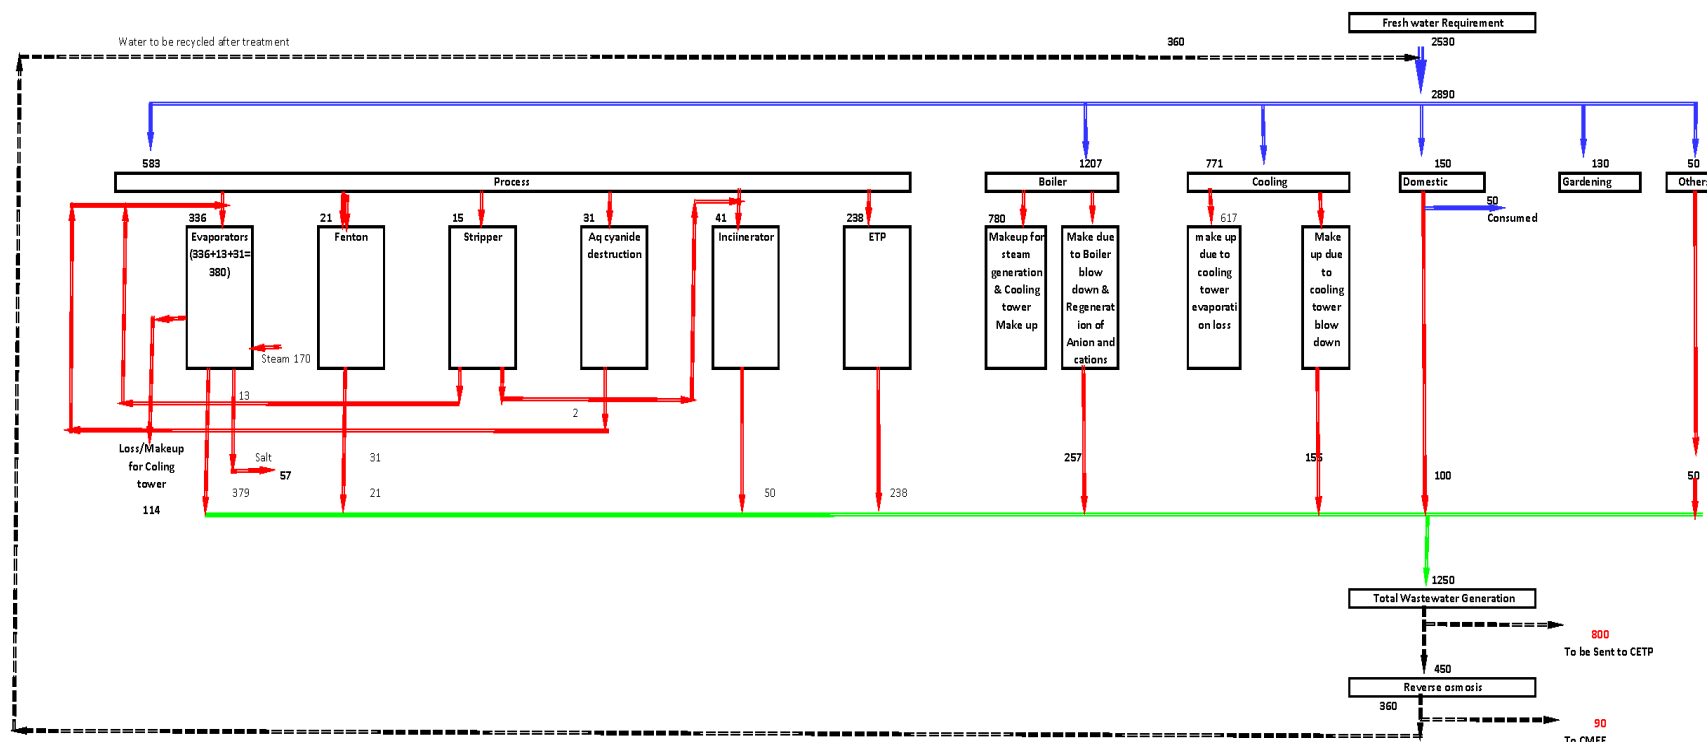 Fresh water Requirement
Water to be recycled after treatment
360
2530
2890
583
1207
771
150
130
50
Process
Boiler
Cooling
Domestic
Gardening
Others
50
Consumed
336
21
15
31
41
238
780
617
Evaporators
(336+13+31=
380)
Fenton
Stripper
Aq cyanide
destruction
Inciinerator
ETP
Makeup for
steam
generation
& Cooling
tower
Make up
Make due
to Boiler
blow
down &
Regenerat
ion of
Anion and
cations
make up
due to
cooling
tower
evaporati
on loss
Make
up due
to
cooling
tower
blow
down
Steam 170
13
2
Loss/Makeup
for Coling
tower
114
Salt
57
31
379
21
50
238
257
100
50
1250
Total Wastewater Generation
800
To be Sent to CETP
450
Reverse osmosis
360
90